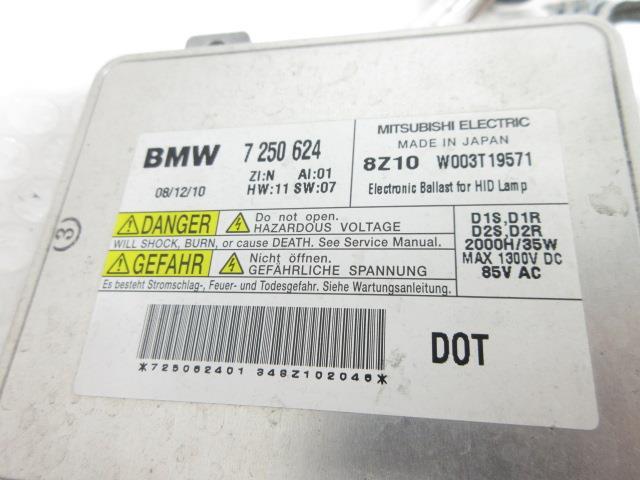 BMW 7 250 624
ZI:N AI:01
08/12/10 HW:11 SW:07
MITSUBISHI ELECTRIC
MADE IN JAPAN
8Z10 W003T19571
Electronic Ballast for HID Lamp
DANGER Do not open.
HAZARDOUS VOLTAGE
WILL SHOCK, BURN, or cause DEATH. See Service Manual.
GEFAHR Nicht öffnen.
GEFÄHRLICHE SPANNUNG
Es besteht Stromschlag-, Feuer- und Todesgefahr. Siehe Wartungsanleitung.
D1S,D1R
D2S,D2R
2000H/35W
MAX 1300V DC
85V AC
*725062401 348Z102046*
DOT
3